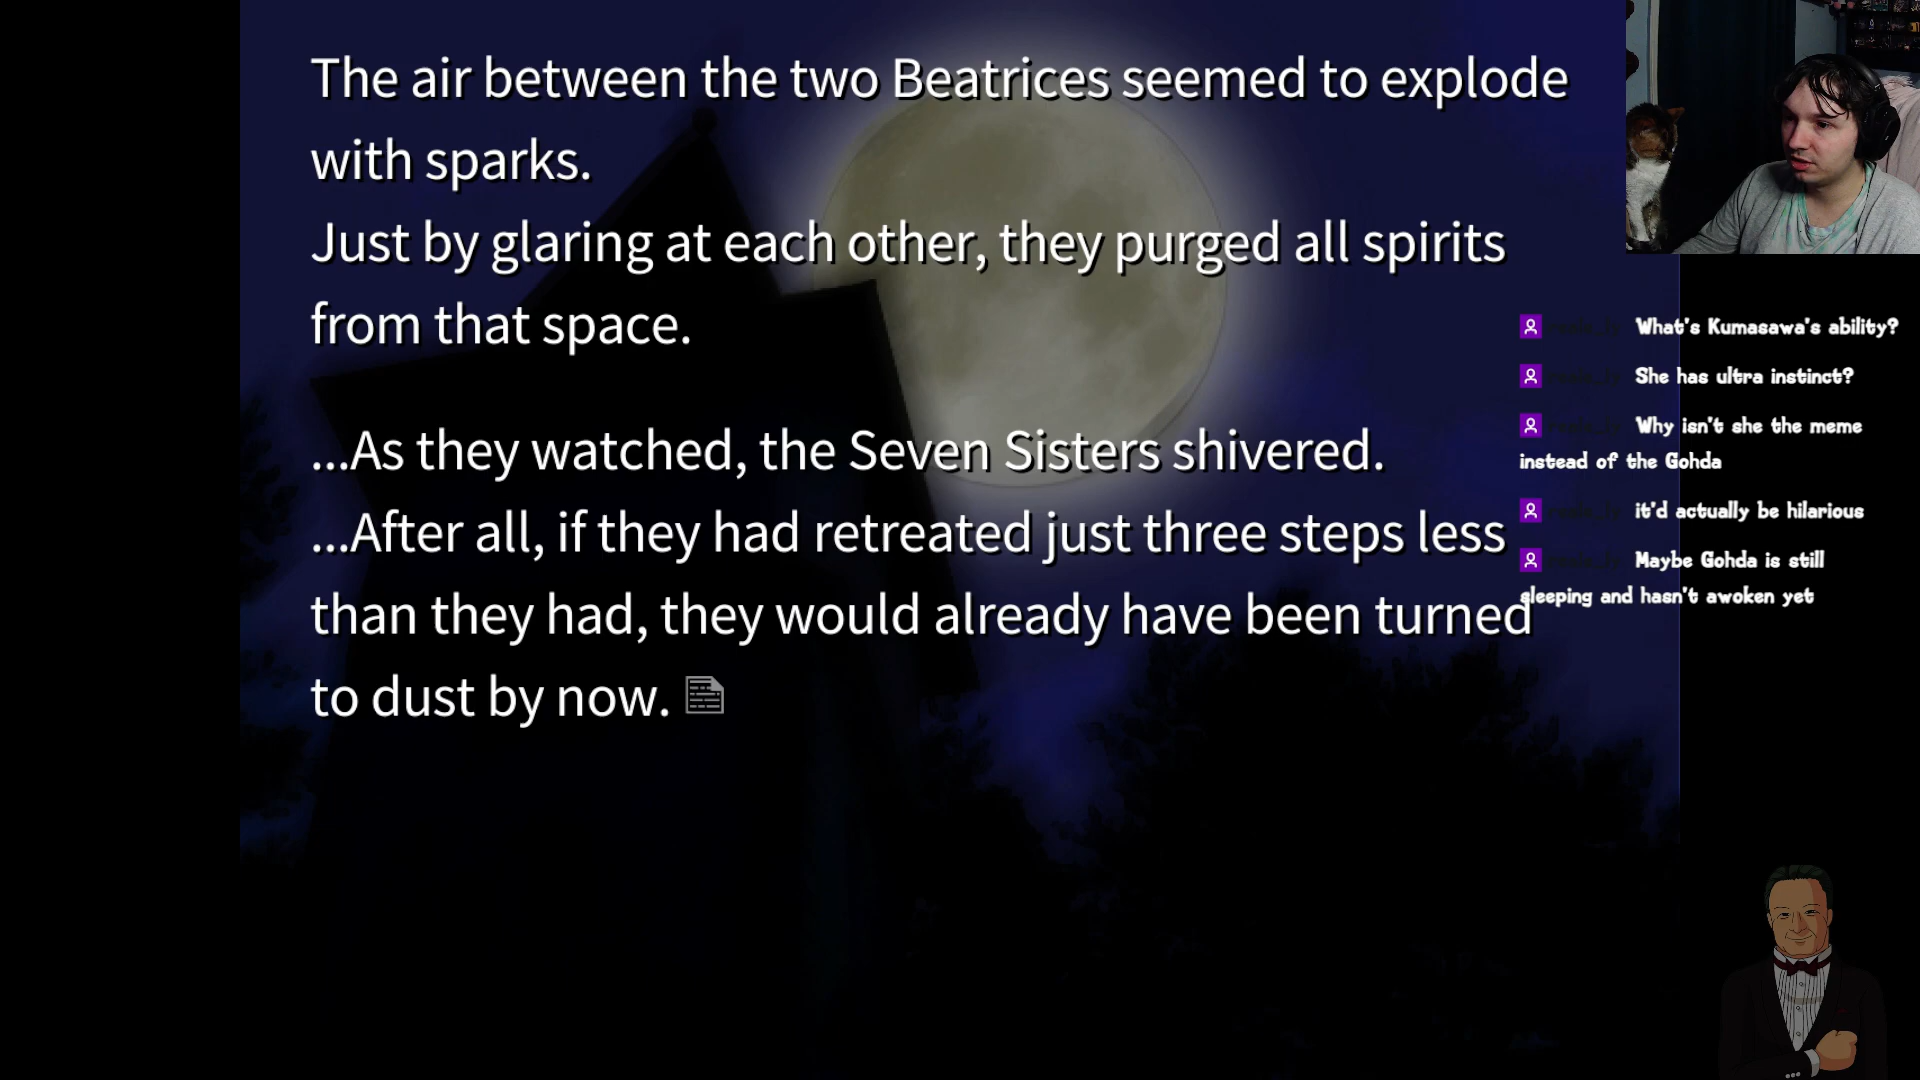 The air between the two Beatrices seemed to explode
with sparks.
Just by glaring at each other, they purged all spirits
from that space.
...As they watched, the Seven Sisters shivered.
...After all, if they had retreated just three steps less
than they had, they would already have been turned
to dust by now.
What's Kumasawa's ability?
She has ultra instinct?
Why isn't she the meme
instead of the Gohda
it'd actually be hilarious
Maybe Gohda is still
sleeping and hasn't awoken yet